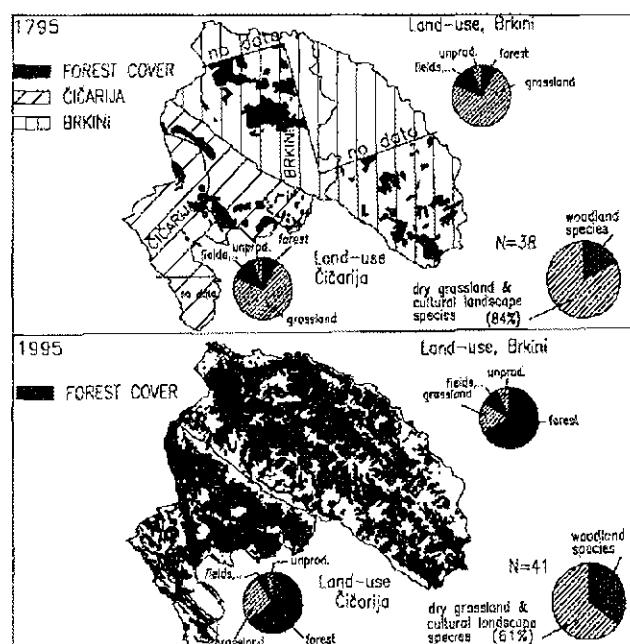 1795
Land-use, Brkini
no data
unprod.
forest
fields...
grassland
FOREST COVER
ČIČARIJA
BRKINI
BRKINI
no data
ČIČARIJA
no data
fields...
unprod.
forest
grassland
Land-use
Čičarija
N=38
woodland
species
dry grassland &
cultural landscape
species (84%)
1995
Land-use, Brkini
FOREST COVER
unprod.
fields
grassland
forest
fields...
unprod.
grassland
forest
Land-use
Čičarija
N=41
woodland
species
dry grassland &
cultural landscape
species (61%)